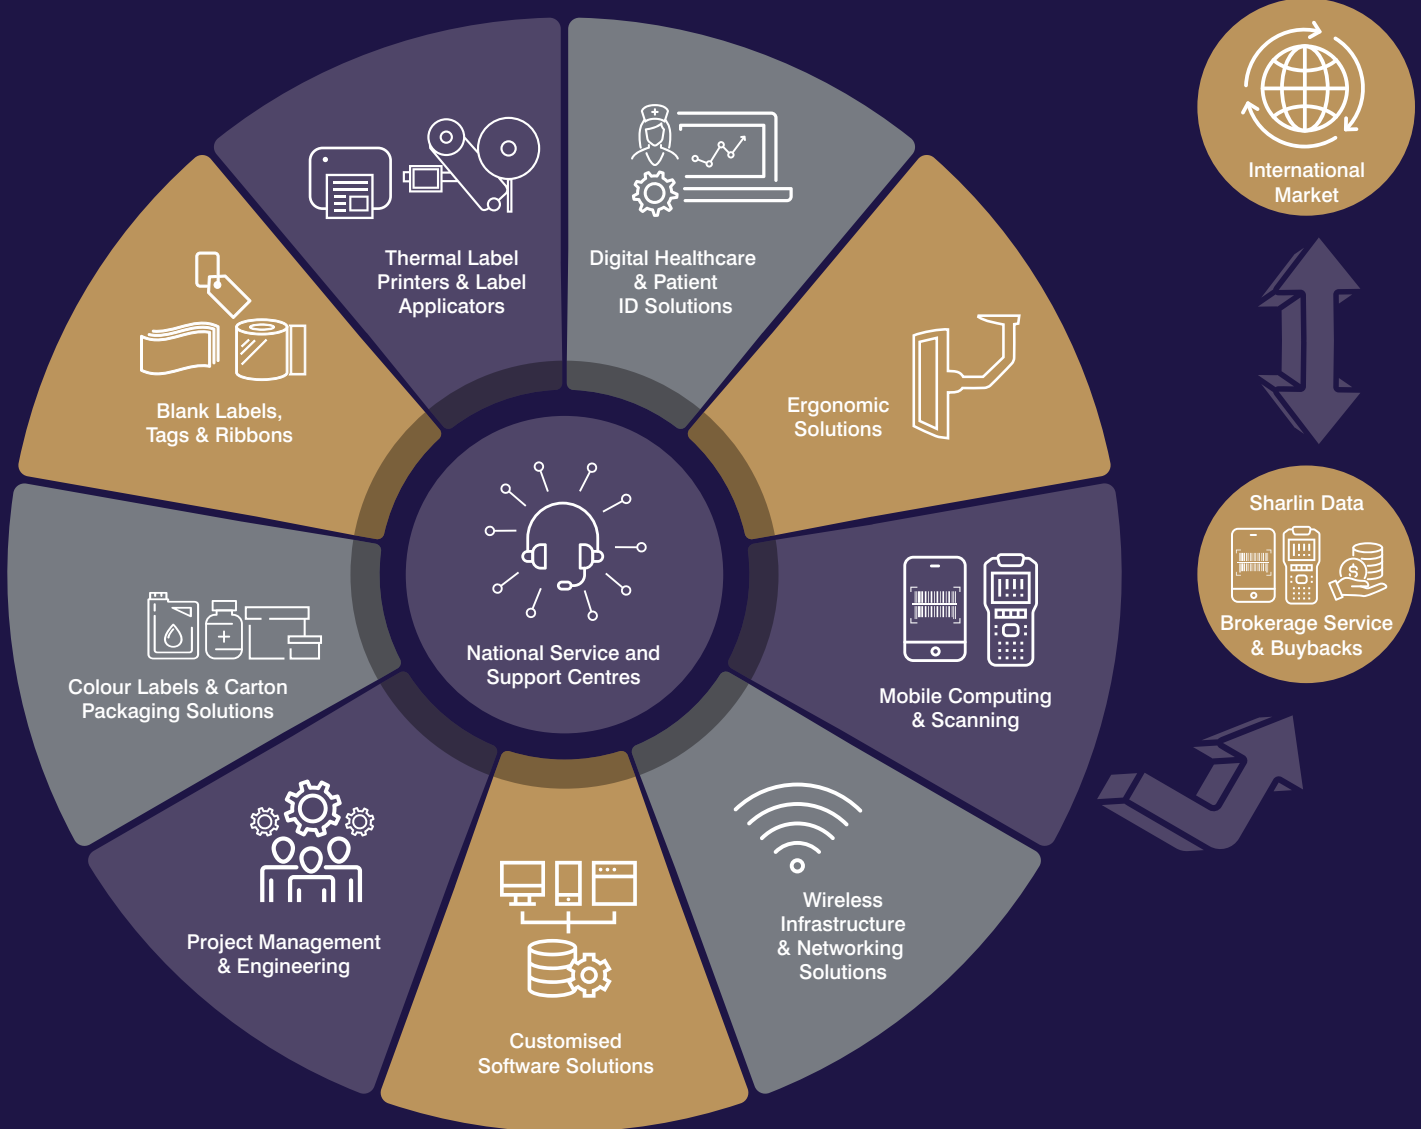 Thermal Label
Printers & Label
Applicators
Digital Healthcare
& Patient
ID Solutions
Ergonomic
Solutions
Mobile Computing
& Scanning
Wireless
Infrastructure
& Networking
Solutions
Customised
Software Solutions
Project Management
& Engineering
Colour Labels & Carton
Packaging Solutions
Blank Labels,
Tags & Ribbons
National Service and
Support Centres
International
Market
Sharlin Data
$
Brokerage Service
& Buybacks